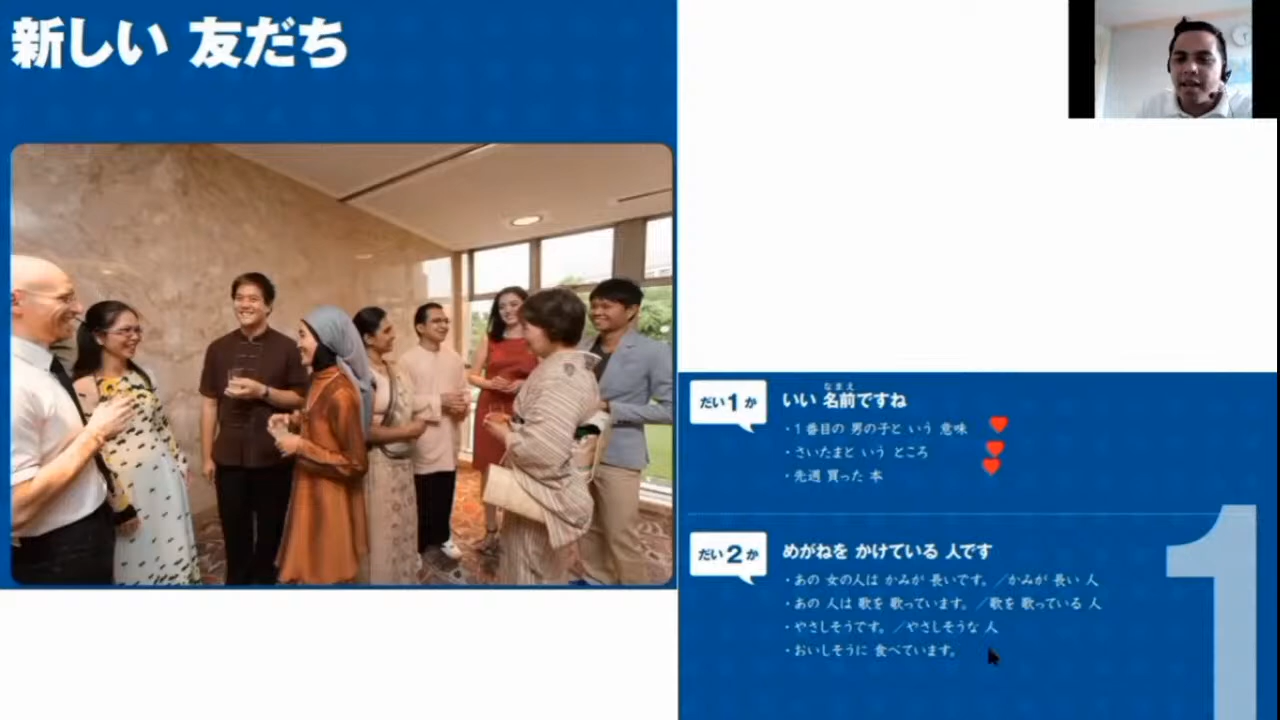 新しい 友だち
だい1か
いい 名前ですね
なまえ
・1番目の 男の子と いう 意味
・さいたまと いう ところ
・先週 買った 本
だい2か
めがねを かけている 人です
・あの 女の人は かみが 長いです。／かみが 長い 人
・あの 人は 歌を 歌っています。／歌を 歌っている 人
・やさしそうです。／やさしそうな 人
・おいしそうに 食べています。
1